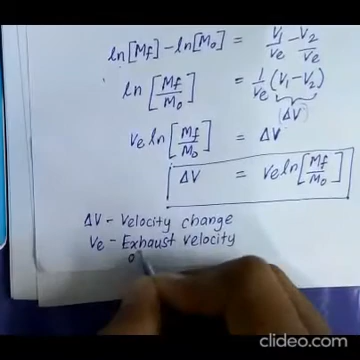 ln[Mf] - ln[Mo] = V1/Ve - V2/Ve
ln[Mf/Mo] = 1/Ve (V1 - V2)
(ΔV)
Ve ln[Mf/Mo] = ΔV
ΔV = Ve ln[Mf/Mo]
ΔV - Velocity change
Ve - Exhaust velocity
clideo.com